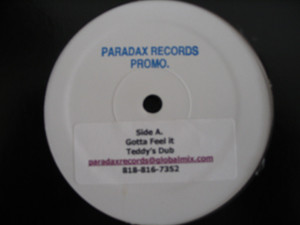 PARADAX RECORDS
PROMO.
Side A.
Gotta Feel it
Teddy's Dub
paradaxrecords@globalmix.com
818-816-7352